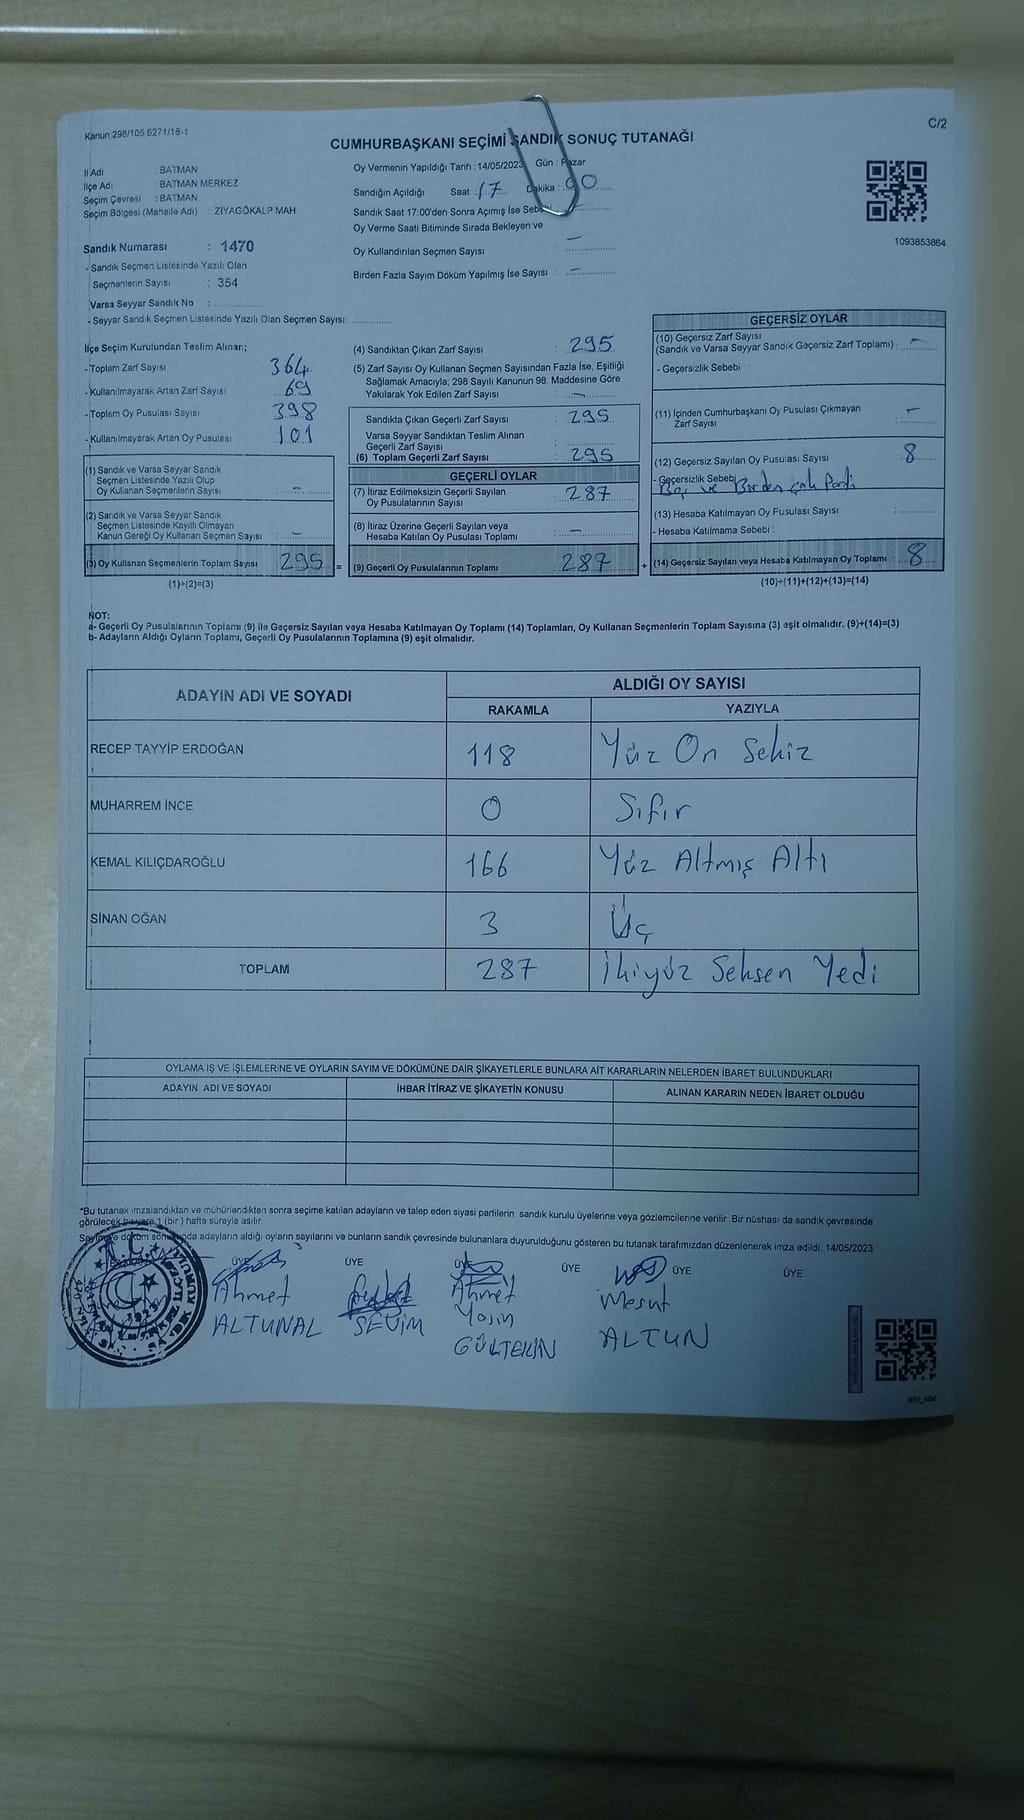 Kanun 298/105 6271/18-1
C/2
CUMHURBAŞKANI SEÇİMİ SANDIK SONUÇ TUTANAĞI
İl Adı : BATMAN
İlçe Adı : BATMAN MERKEZ
Seçim Çevresi : BATMAN
Seçim Bölgesi (Mahalle Adı) : ZİYAGÖKALP MAH.
Sandık Numarası : 1470
- Sandık Seçmen Listesinde Yazılı Olan
Seçmenlerin Sayısı : 354
Varsa Seyyar Sandık No :
- Seyyar Sandık Seçmen Listesinde Yazılı Olan Seçmen Sayısı:
Oy Vermenin Yapıldığı Tarih : 14/05/2023 Gün : Pazar
Sandığın Açıldığı Saat : 17 Dakika : 00
Sandık Saat 17:00'den Sonra Açımış İse Sebebi
Oy Verme Saati Bitiminde Sırada Bekleyen ve
Oy Kullandırılan Seçmen Sayısı : —
Birden Fazla Sayım Döküm Yapılmış İse Sayısı : —
1093853864
İlçe Seçim Kurulundan Teslim Alınan;
- Toplam Zarf Sayısı 364
- Kullanılmayarak Artan Zarf Sayısı : 69
- Toplam Oy Pusulası Sayısı 398
- Kullanılmayarak Artan Oy Pusulası 101
(1) Sandık ve Varsa Seyyar Sandık
Seçmen Listesinde Yazılı Olup
Oy Kullanan Seçmenlerin Sayısı : —
(2) Sandık ve Varsa Seyyar Sandık
Seçmen Listesinde Kayıtlı Olmayan
Kanun Gereği Oy Kullanan Seçmen Sayısı : —
(3) Oy Kullanan Seçmenlerin Toplam Sayısı 295 =
(1)+(2)=(3)
(4) Sandıktan Çıkan Zarf Sayısı : 295
(5) Zarf Sayısı Oy Kullanan Seçmen Sayısından Fazla İse, Eşitliği
Sağlamak Amacıyla; 298 Sayılı Kanunun 98. Maddesine Göre
Yakılarak Yok Edilen Zarf Sayısı : —
Sandıkta Çıkan Geçerli Zarf Sayısı : 295
Varsa Seyyar Sandıktan Teslim Alınan
Geçerli Zarf Sayısı :
(6) Toplam Geçerli Zarf Sayısı : 295
GEÇERLİ OYLAR
(7) İtiraz Edilmeksizin Geçerli Sayılan
Oy Pusulalarının Sayısı : 287
(8) İtiraz Üzerine Geçerli Sayılan veya
Hesaba Katılan Oy Pusulası Toplamı : —
(9) Geçerli Oy Pusulalarının Toplamı : 287 +
GEÇERSİZ OYLAR
(10) Geçersiz Zarf Sayısı
(Sandık ve Varsa Seyyar Sandık Geçersiz Zarf Toplamı) : —
- Geçersizlik Sebebi :
(11) İçinden Cumhurbaşkanı Oy Pusulası Çıkmayan
Zarf Sayısı : —
(12) Geçersiz Sayılan Oy Pusulası Sayısı : 8
- Geçersizlik Sebebi
Boş ve Birden çok Parti
(13) Hesaba Katılmayan Oy Pusulası Sayısı :
- Hesaba Katılmama Sebebi :
(14) Geçersiz Sayılan veya Hesaba Katılmayan Oy Toplamı : 8
(10)+(11)+(12)+(13)=(14)
NOT:
a- Geçerli Oy Pusulalarının Toplamı (9) ile Geçersiz Sayılan veya Hesaba Katılmayan Oy Toplamı (14) Toplamları, Oy Kullanan Seçmenlerin Toplam Sayısına (3) eşit olmalıdır. (9)+(14)=(3)
b- Adayların Aldığı Oyların Toplamı, Geçerli Oy Pusulalarının Toplamına (9) eşit olmalıdır.
ADAYIN ADI VE SOYADI
ALDIĞI OY SAYISI
RAKAMLA YAZIYLA
RECEP TAYYİP ERDOĞAN 118 Yüz On Sekiz
MUHARREM İNCE 0 Sıfır
KEMAL KILIÇDAROĞLU 166 Yüz Altmış Altı
SİNAN OĞAN 3 Üç
TOPLAM 287 İkiyüz Seksen Yedi
OYLAMA İŞ VE İŞLEMLERİNE VE OYLARIN SAYIM VE DÖKÜMÜNE DAİR ŞİKAYETLERLE BUNLARA AİT KARARLARIN NELERDEN İBARET BULUNDUKLARI
ADAYIN ADI VE SOYADI İHBAR İTİRAZ VE ŞİKAYETİN KONUSU ALINAN KARARIN NEDEN İBARET OLDUĞU
*Bu tutanak imzalandıktan ve mühürlendikten sonra seçime katılan adayların ve talep eden siyasi partilerin sandık kurulu üyelerine veya gözlemcilerine verilir. Bir nüshası da sandık çevresinde
görülecek bir yere 1 (bir) hafta süreyle asılır.
Sayım ve döküm sonunda adayların aldığı oyların sayılarını ve bunların sandık çevresinde bulunanlara duyurulduğunu gösteren bu tutanak tarafımızdan düzenlenerek imza edildi. 14/05/2023
ÜYE ÜYE ÜYE ÜYE ÜYE ÜYE
Ahmet
ALTUNAL
SEVİM
Ahmet
Yasin
GÜLTEKİN
Mesut
ALTUN
T.C.